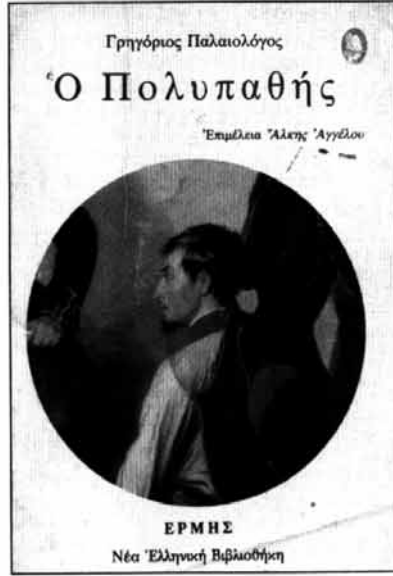 Γρηγόριος Παλαιολόγος
Ὁ Πολυπαθής
Ἐπιμέλεια Ἄλκης Ἀγγέλου
ΕΡΜΗΣ
Νέα Ἑλληνική Βιβλιοθήκη